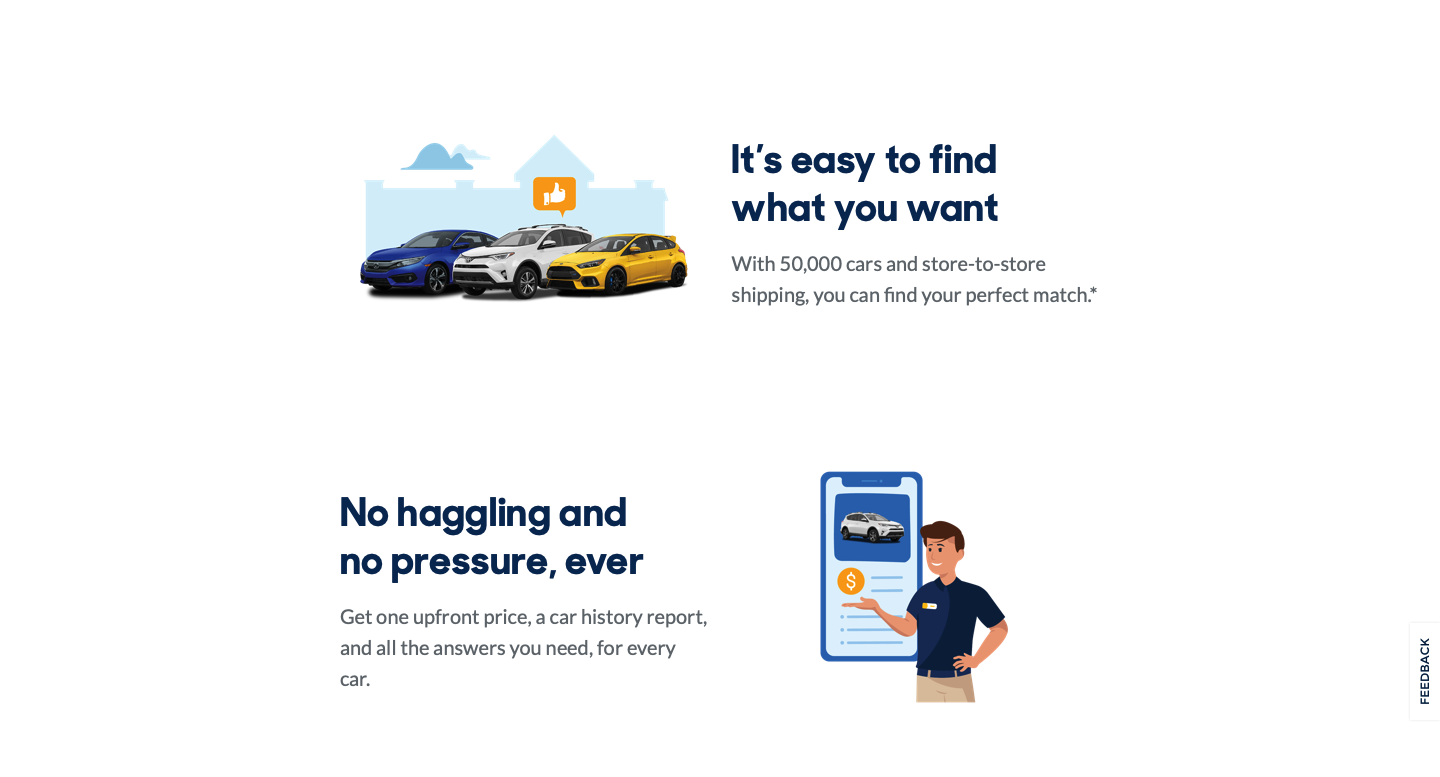 It's easy to find
what you want
With 50,000 cars and store-to-store
shipping, you can find your perfect match.*
No haggling and
no pressure, ever
Get one upfront price, a car history report,
and all the answers you need, for every
car.
$
FEEDBACK